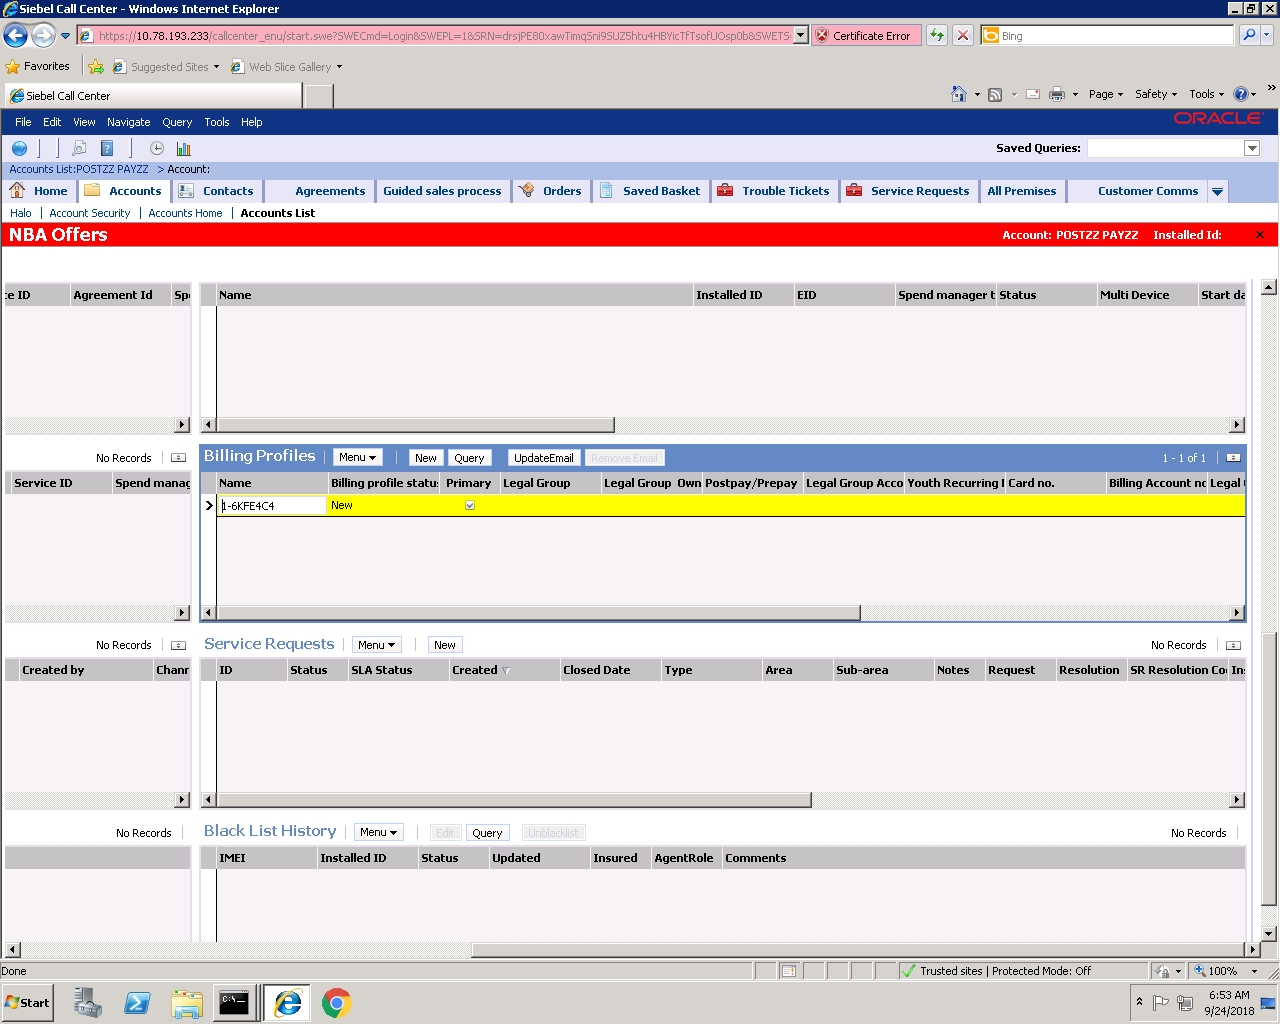 Siebel Call Center - Windows Internet Explorer
https://10.78.193.233/callcenter_enu/start.swe?SWECmd=Login&SWEPL=1&SRN=drsjPE80xawTimqSni9SUZ5htu4HBYicTfTsofUOsp0b&SWETS
Certificate Error
Bing
Favorites
Suggested Sites
Web Slice Gallery
Siebel Call Center
Page
Safety
Tools
»
File Edit View Navigate Query Tools Help
ORACLE
Saved Queries:
Accounts List:POSTZZ PAYZZ > Account:
Home
Accounts
Contacts
Agreements
Guided sales process
Orders
Saved Basket
Trouble Tickets
Service Requests
All Premises
Customer Comms
Halo | Account Security | Accounts Home | Accounts List
NBA Offers
Account: POSTZZ PAYZZ Installed Id:
ce ID Agreement Id Spe
Name Installed ID EID Spend manager t Status Multi Device Start da
No Records
Billing Profiles
Menu
New
Query
UpdateEmail
Remove Email
1 - 1 of 1
Service ID Spend manag
Name Billing profile statu: Primary Legal Group Legal Group Own Postpay/Prepay Legal Group Acco Youth Recurring I Card no. Billing Account no Legal
1-6KFE4C4 New
No Records
Service Requests
Menu
New
No Records
Created by Chann
ID Status SLA Status Created Closed Date Type Area Sub-area Notes Request Resolution SR Resolution Co Ins
No Records
Black List History
Menu
Edit
Query
Unblacklist
No Records
IMEI Installed ID Status Updated Insured AgentRole Comments
Done
Trusted sites | Protected Mode: Off
100%
Start
6:53 AM
9/24/2018